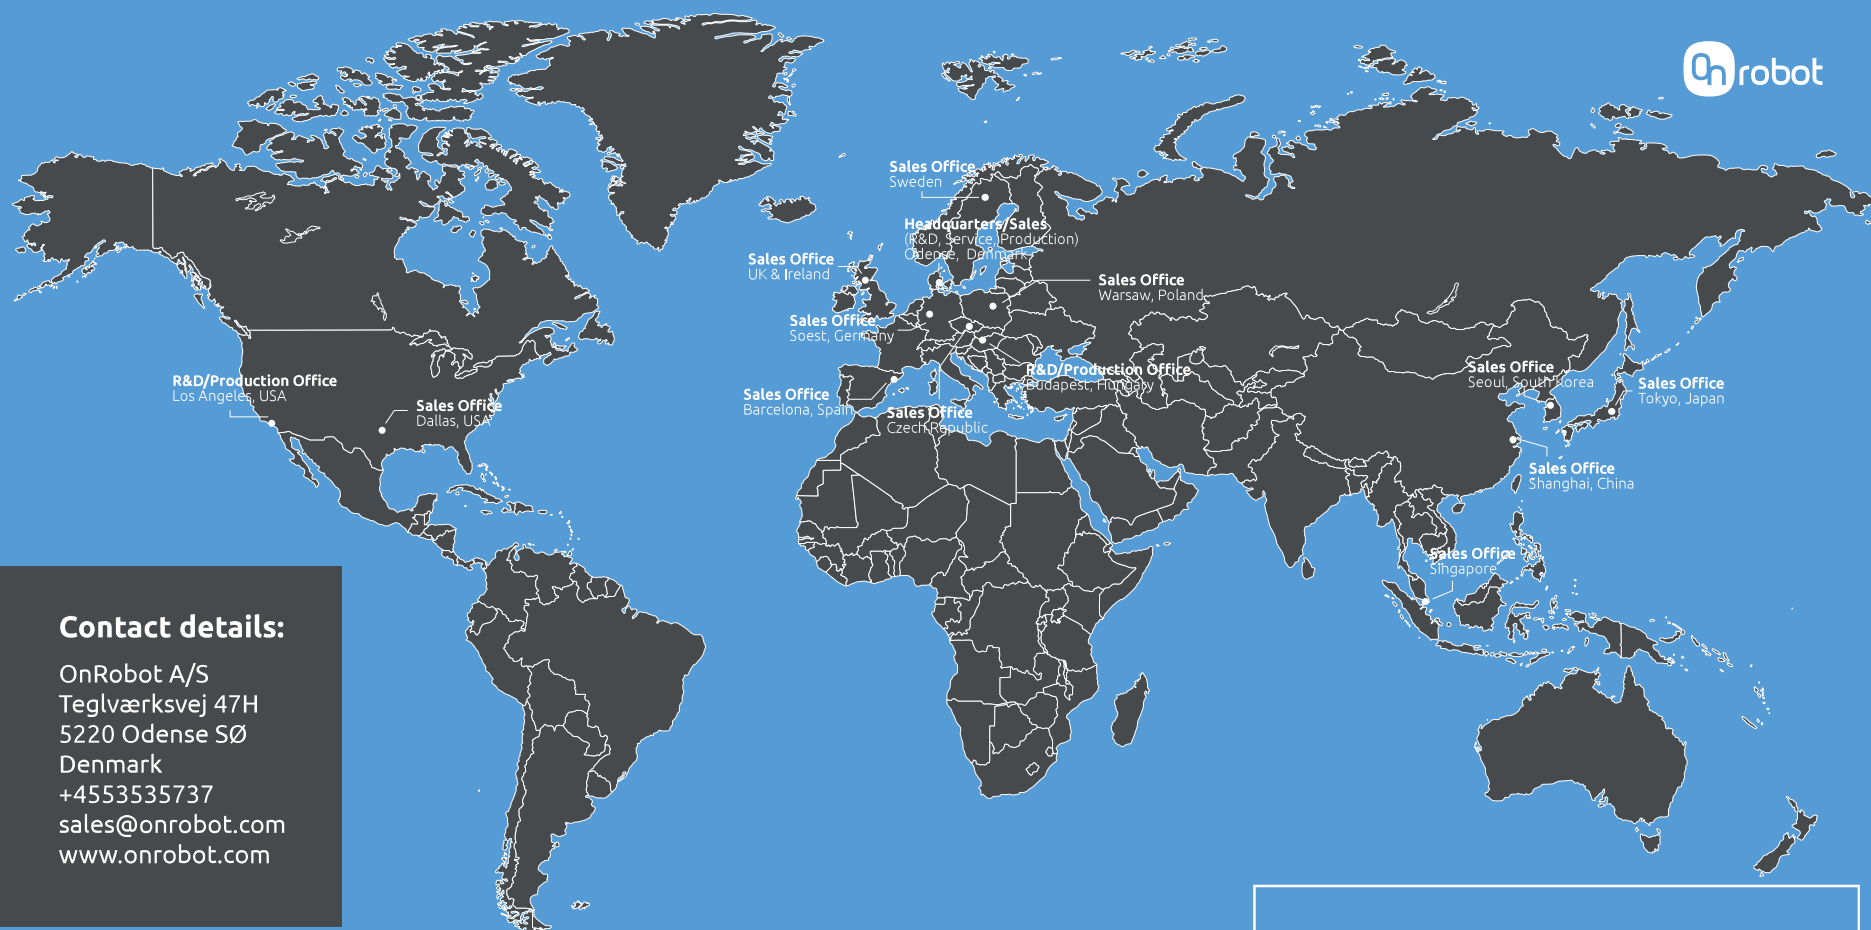 On robot
Sales Office
Sweden
Headquarters/Sales
(R&D, Service, Production)
Odense, Denmark
Sales Office
UK & Ireland
Sales Office
Warsaw, Poland
Sales Office
Soest, Germany
R&D/Production Office
Budapest, Hungary
Sales Office
Seoul, South Korea
R&D/Production Office
Los Angeles, USA
Sales Office
Tokyo, Japan
Sales Office
Barcelona, Spain
Sales Office
Dallas, USA
Sales Office
Czech Republic
Sales Office
Shanghai, China
Sales Office
Singapore
Contact details:
OnRobot A/S
Teglværksvej 47H
5220 Odense SØ
Denmark
+4553535737
sales@onrobot.com
www.onrobot.com